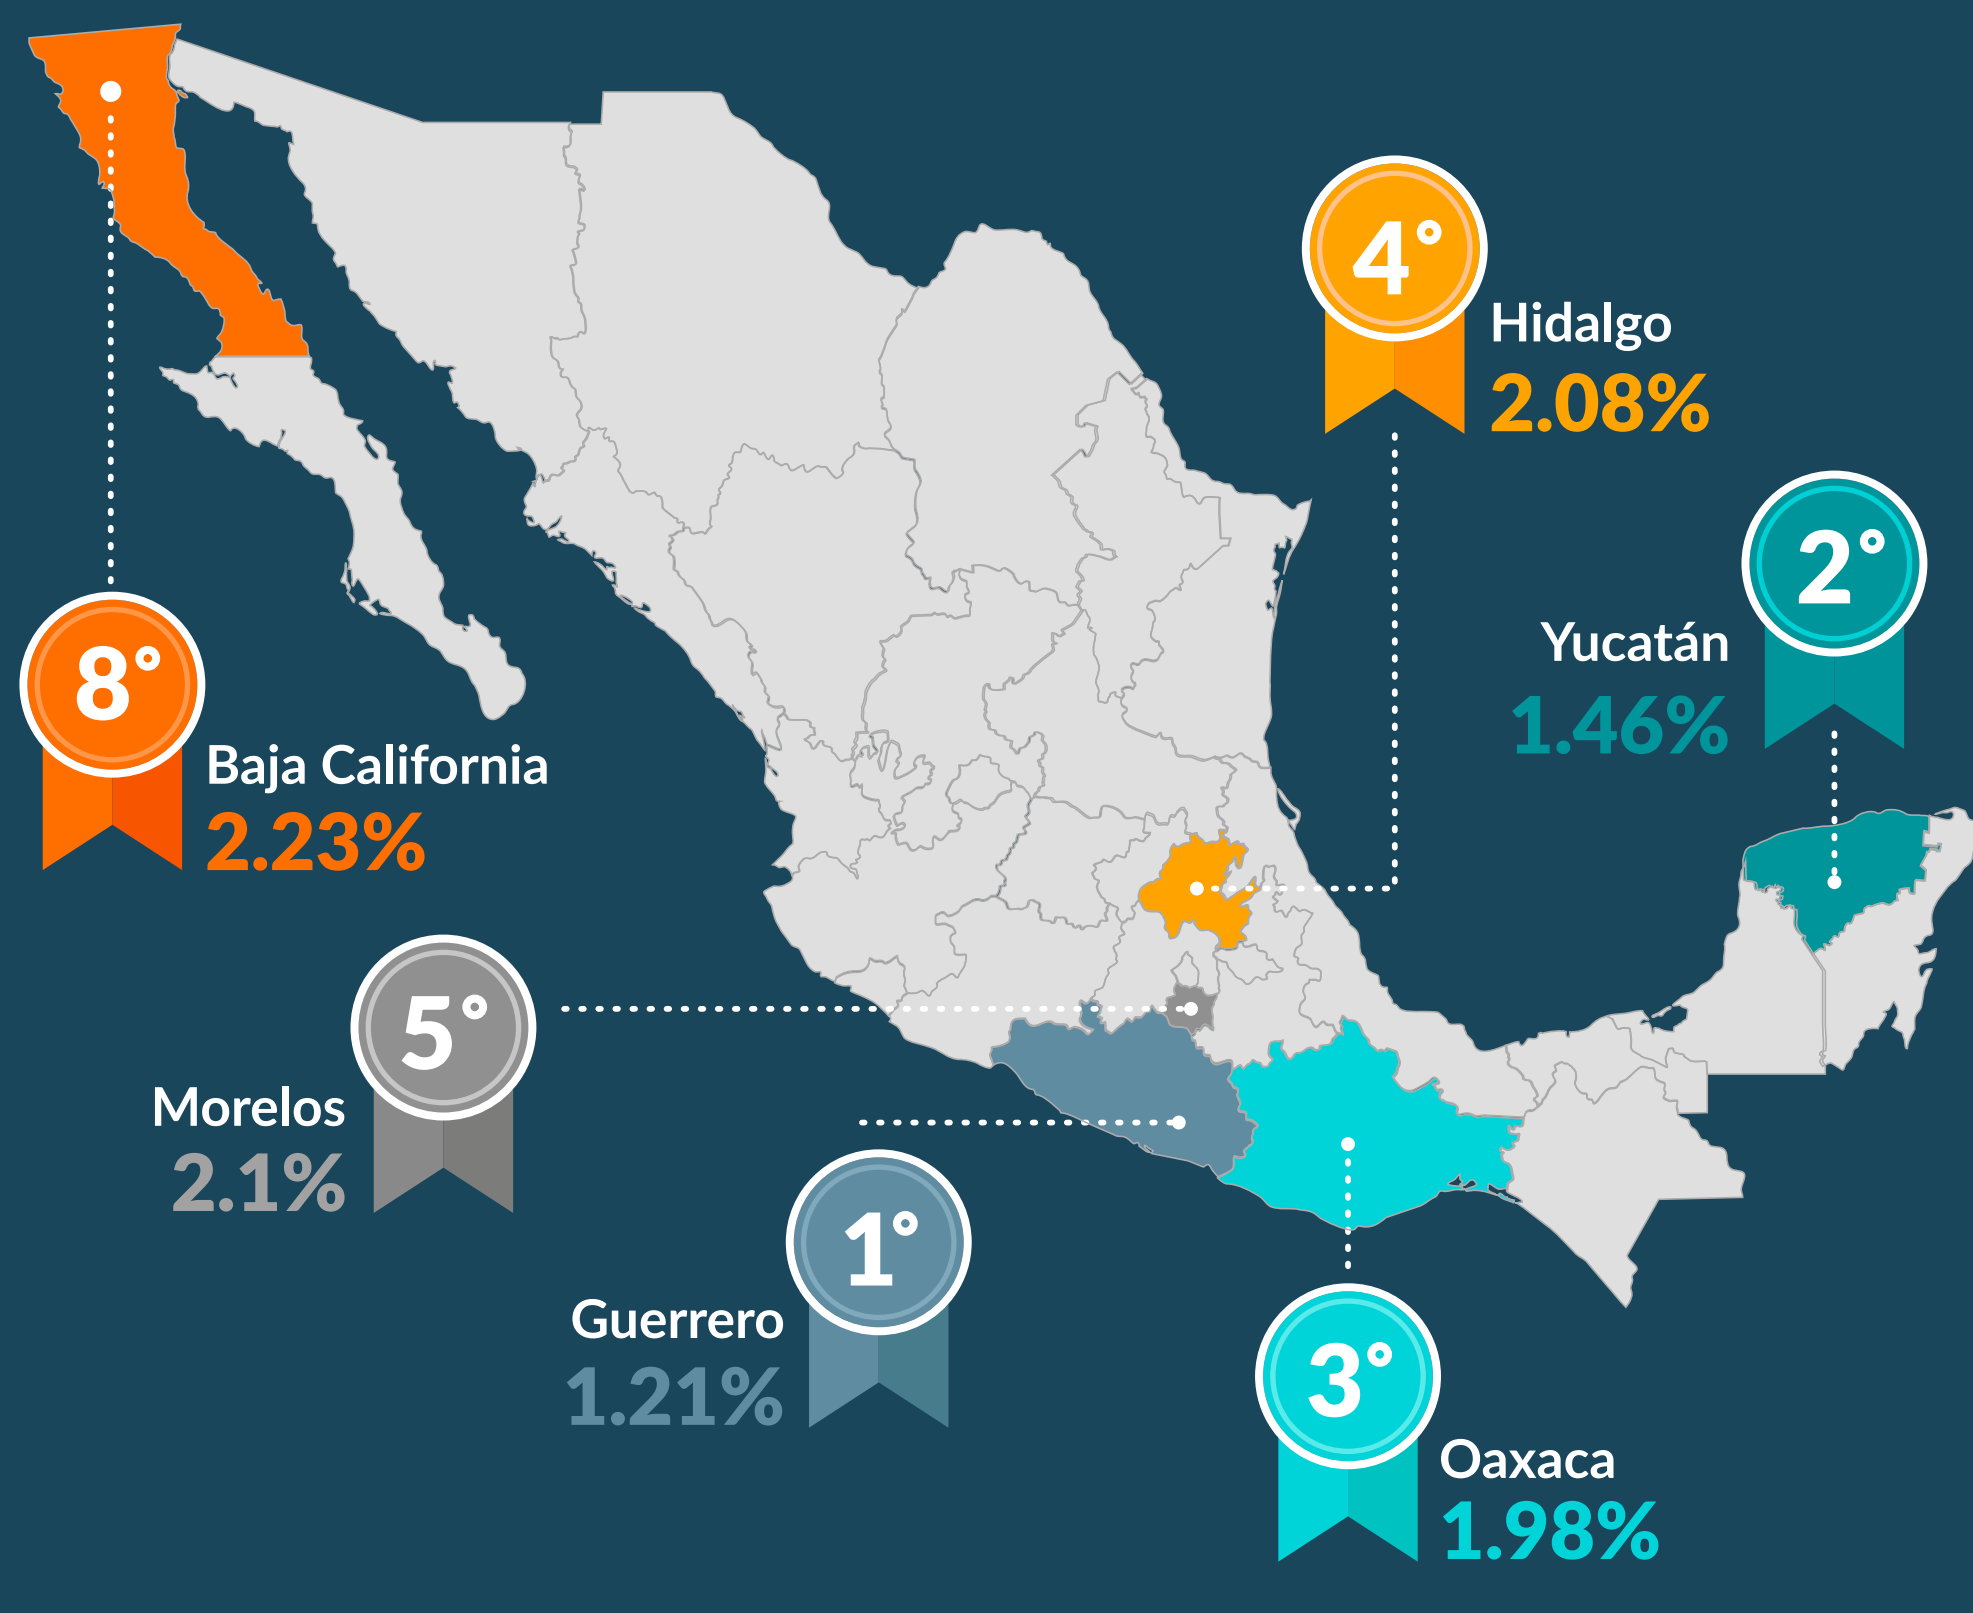 4°
Hidalgo
2.08%
2°
Yucatán
1.46%
8°
Baja California
2.23%
5°
Morelos
2.1%
1°
Guerrero
1.21%
3°
Oaxaca
1.98%